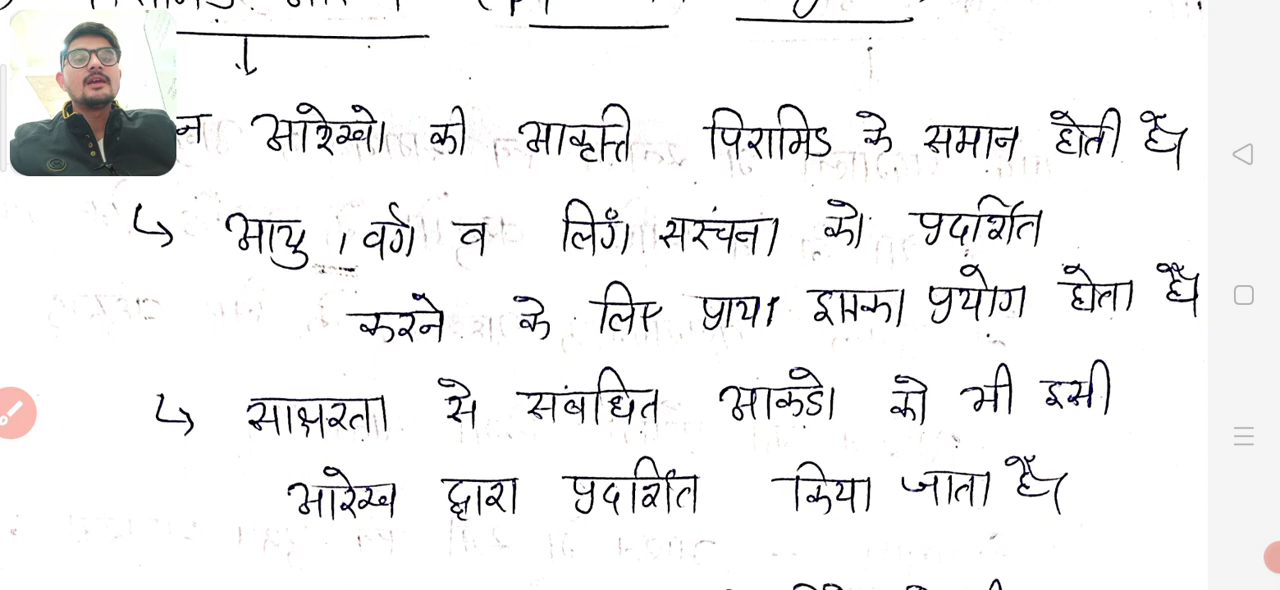 न आरेखो की आकृत्ति पिरामिड के समान होती है।
↳ आयु, वर्ग व लिंग संरचना को प्रदर्शित
करने के लिए प्राय: इसका प्रयोग होता है।
↳ साक्षरता से संबंधित आकडो को भी इसी
आरेख द्वारा प्रदर्शित किया जाता है।